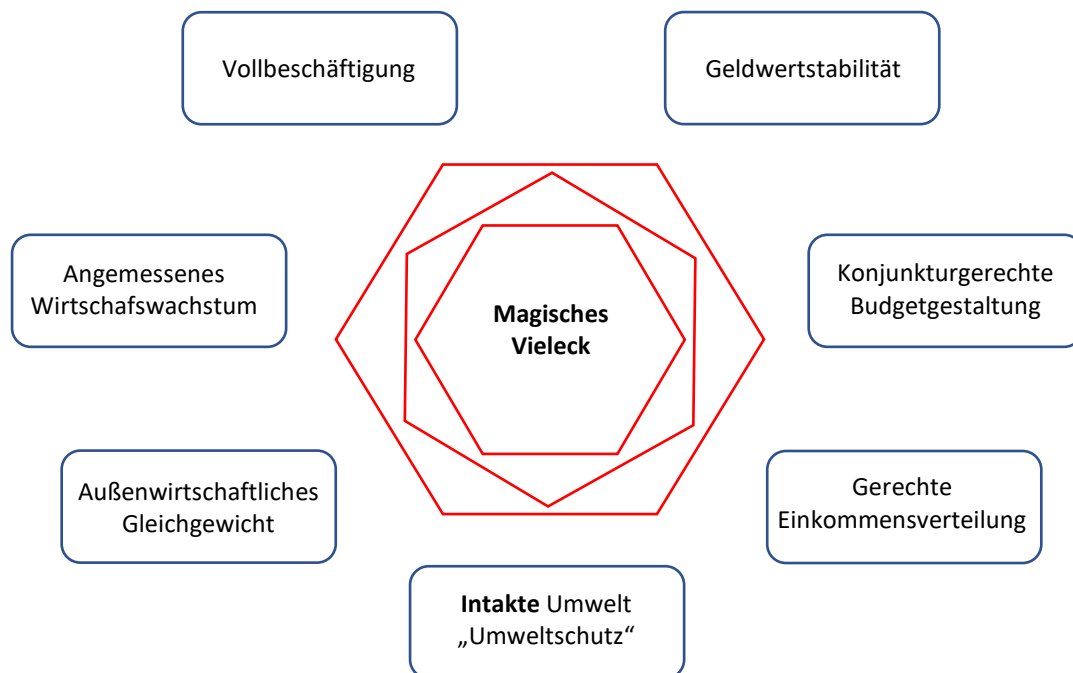 Vollbeschäftigung
Geldwertstabilität
Angemessenes
Wirtschafswachstum
Magisches
Vieleck
Konjunkturgerechte
Budgetgestaltung
Außenwirtschaftliches
Gleichgewicht
Gerechte
Einkommensverteilung
Intakte Umwelt
„Umweltschutz“